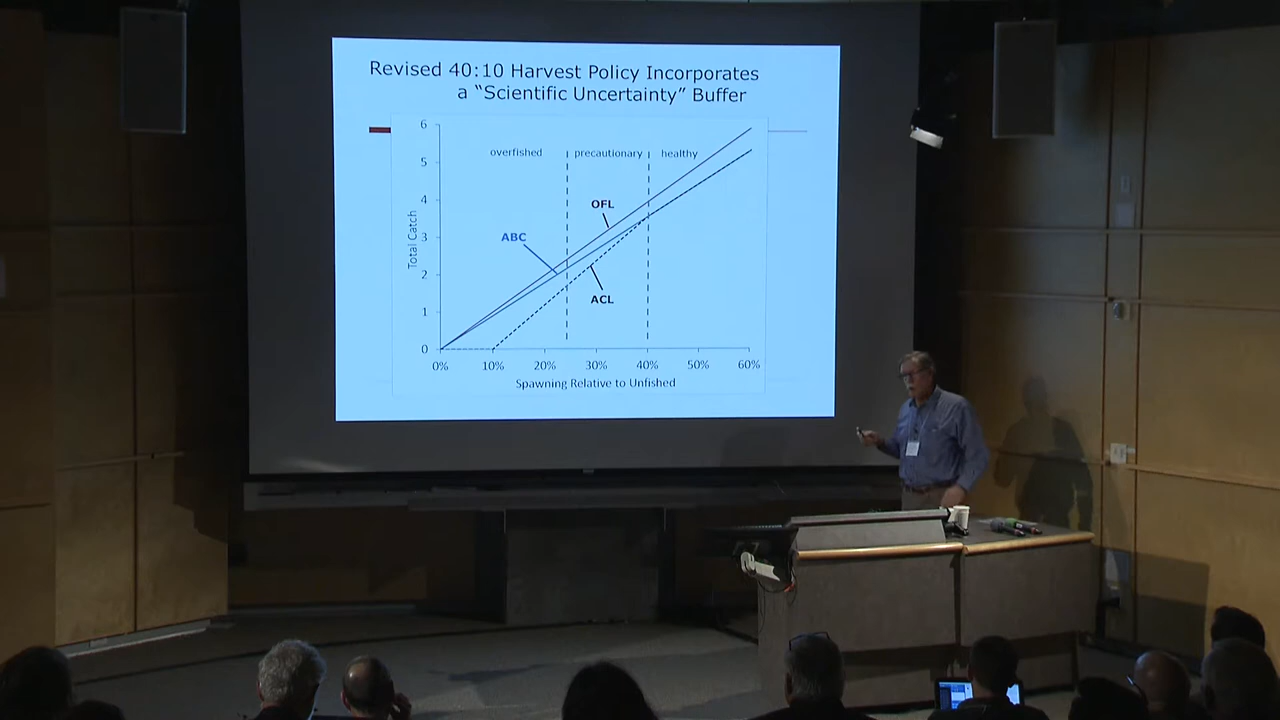 Revised 40:10 Harvest Policy Incorporates
a “Scientific Uncertainty” Buffer
6
5
4
3
2
1
0
Total Catch
overfished
precautionary
healthy
OFL
ABC
ACL
0%
10%
20%
30%
40%
50%
60%
Spawning Relative to Unfished